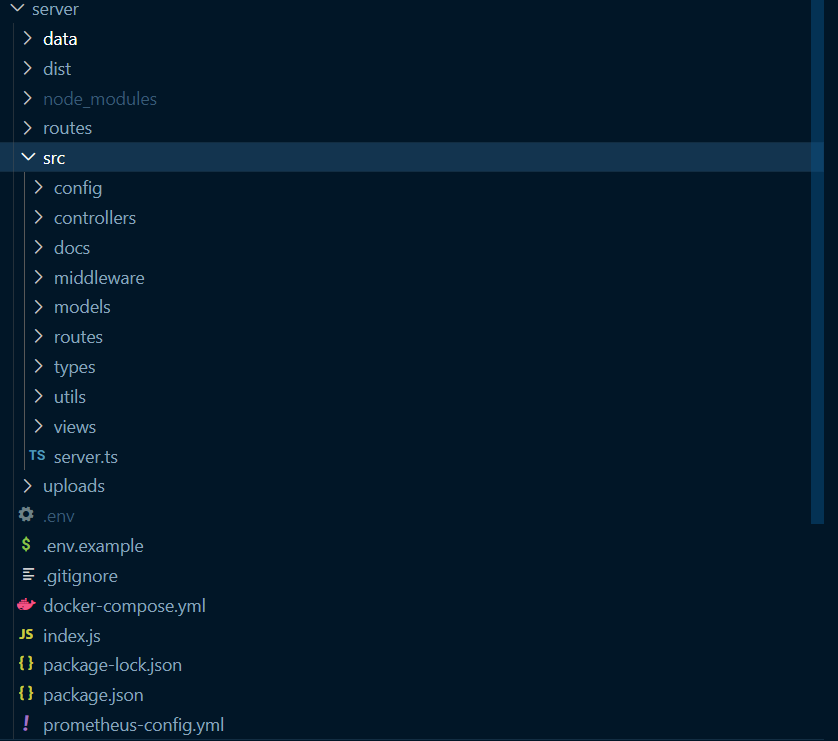 server
data
dist
node_modules
routes
src
config
controllers
docs
middleware
models
routes
types
utils
views
TS server.ts
uploads
.env
$ .env.example
.gitignore
docker-compose.yml
JS index.js
{} package-lock.json
{} package.json
! prometheus-config.yml